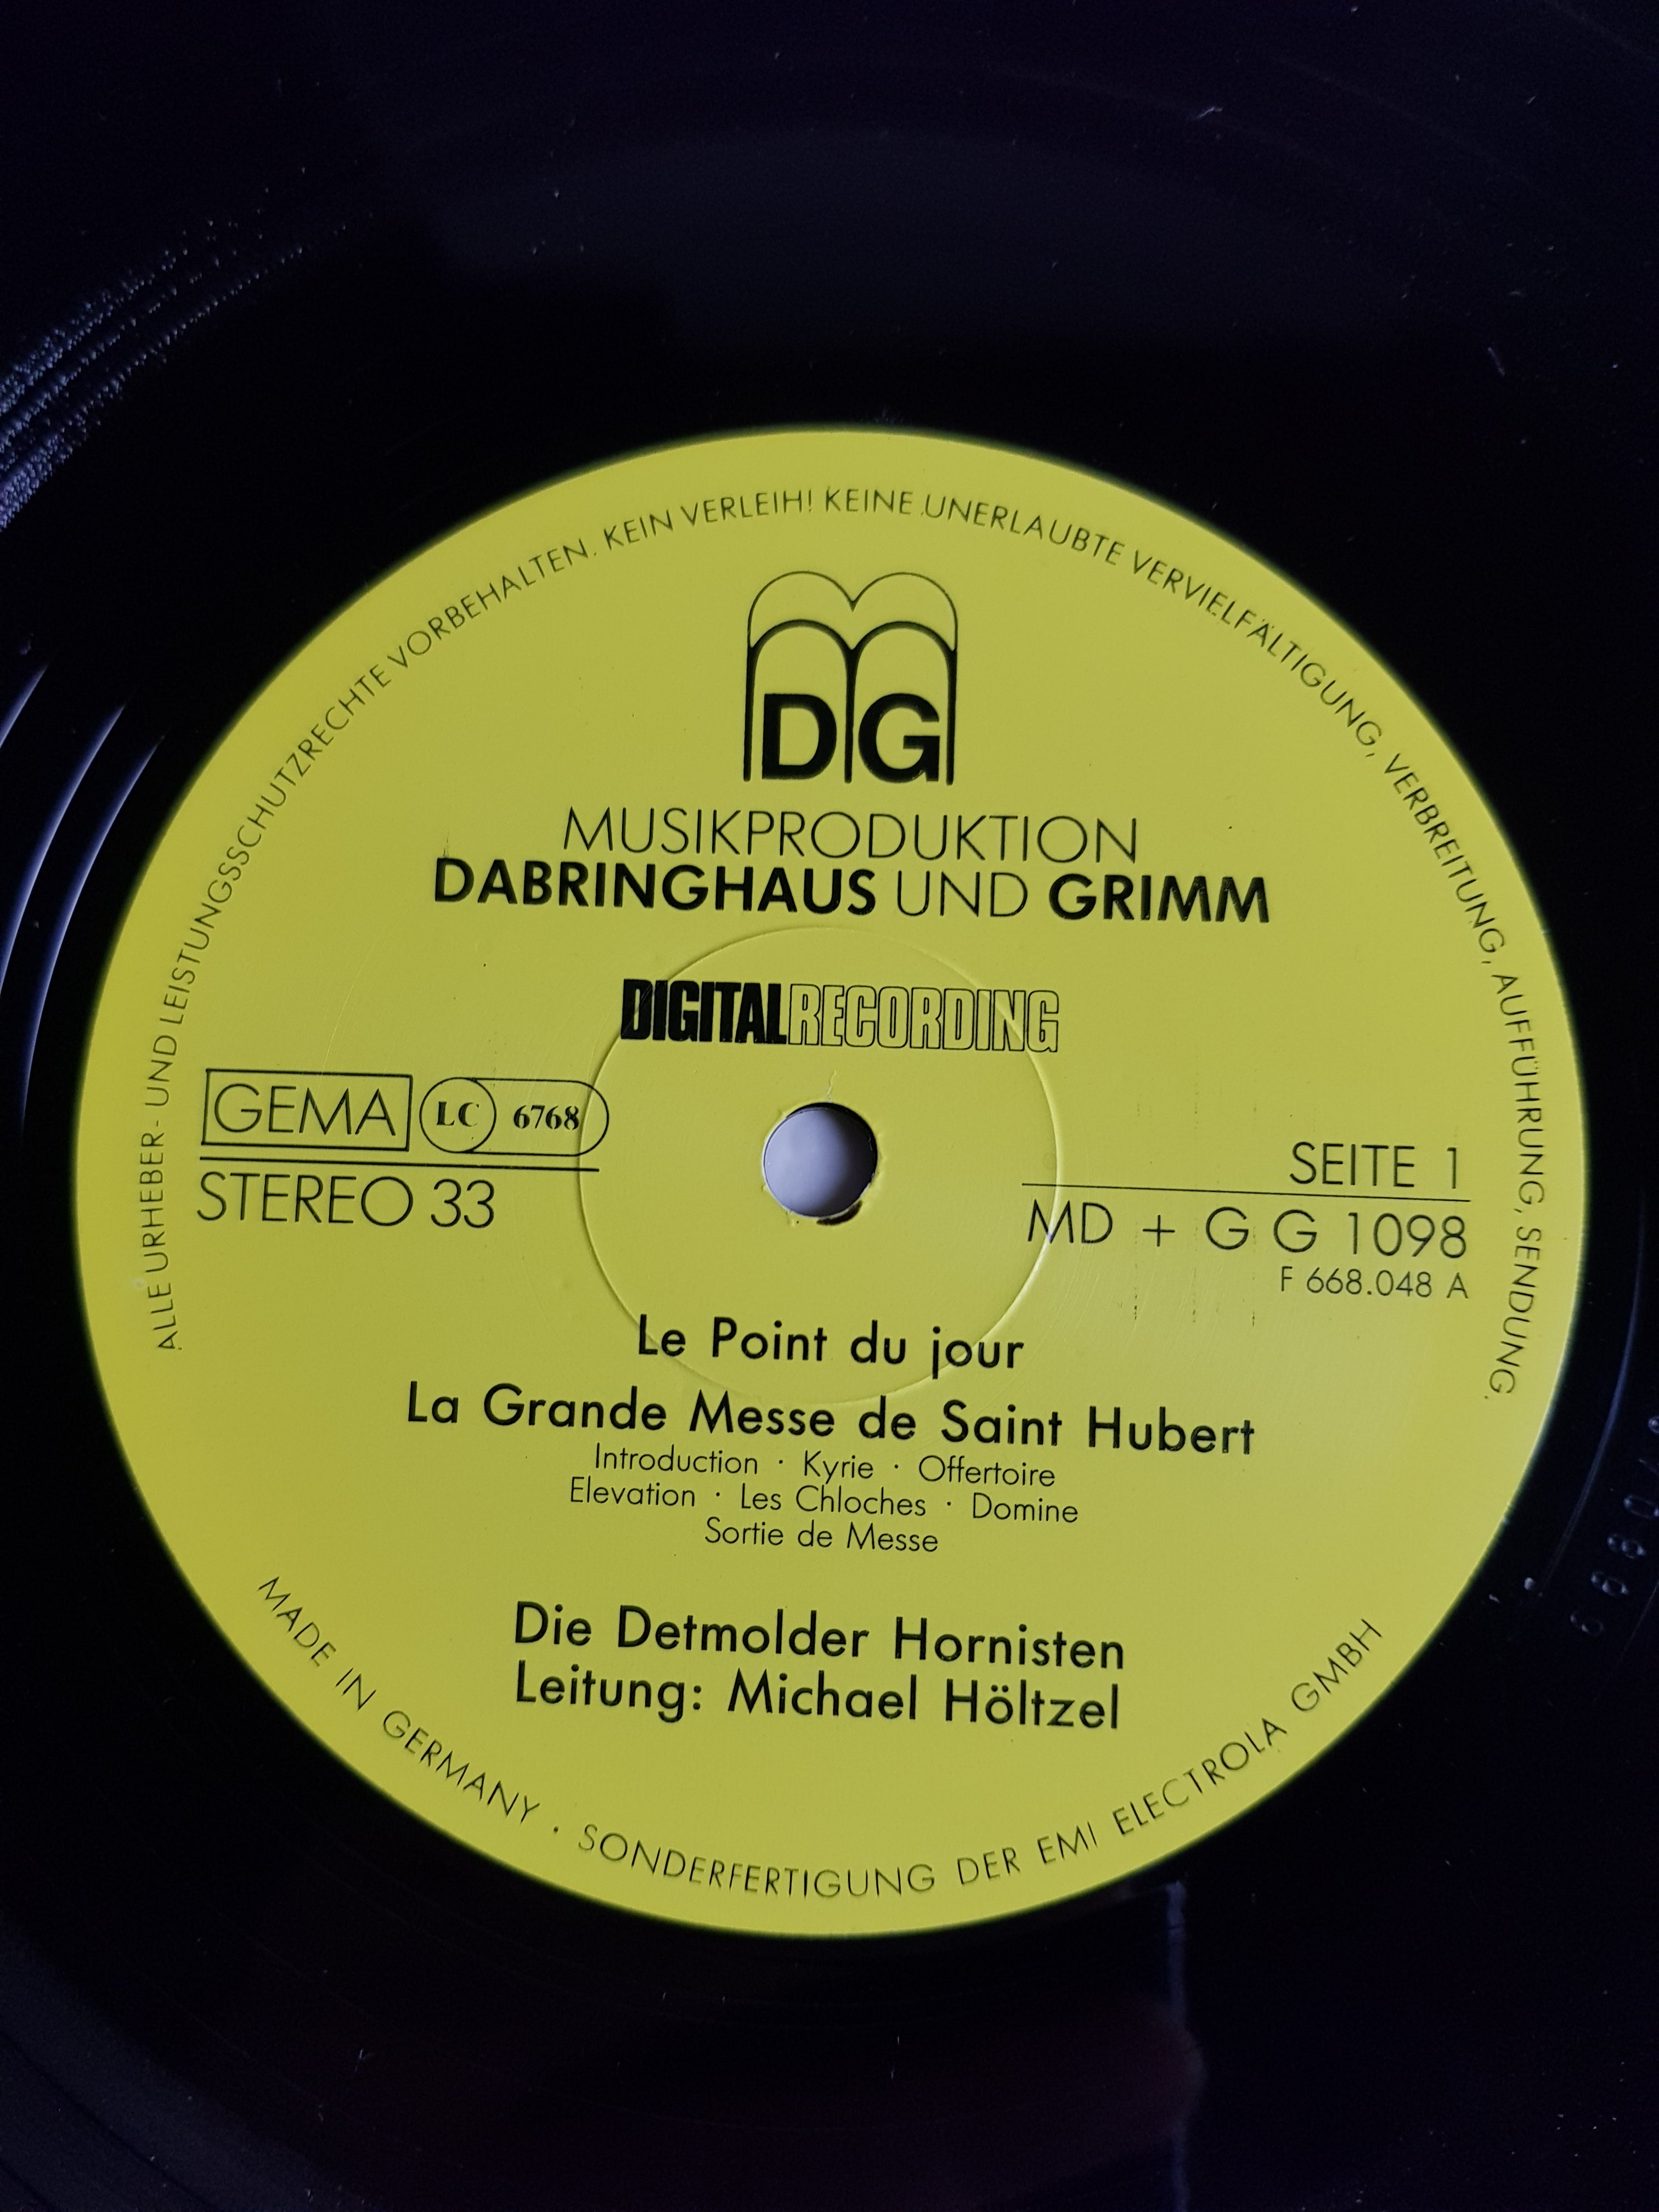 ALLE URHEBER- UND LEISTUNGSSCHUTZRECHTE VORBEHALTEN. KEIN VERLEIH! KEINE UNERLAUBTE VERVIELFÄLTIGUNG, VERBREITUNG, AUFFÜHRUNG, SENDUNG.
DG
MUSIKPRODUKTION
DABRINGHAUS UND GRIMM
DIGITALRECORDING
GEMA LC 6768
STEREO 33
SEITE 1
MD + G G 1098
F 668.048 A
Le Point du jour
La Grande Messe de Saint Hubert
Introduction · Kyrie · Offertoire
Elevation · Les Chloches · Domine
Sortie de Messe
Die Detmolder Hornisten
Leitung: Michael Höltzel
MADE IN GERMANY · SONDERFERTIGUNG DER EMI ELECTROLA GMBH